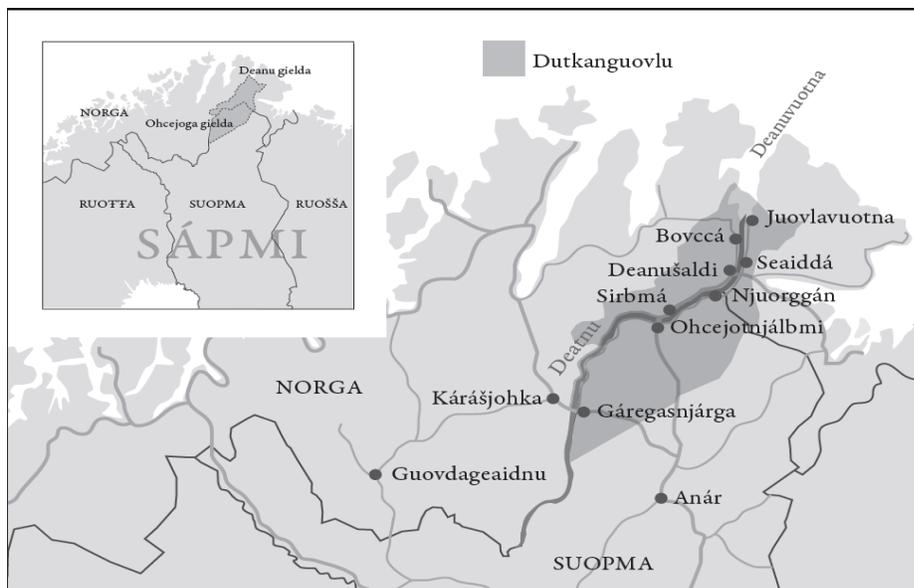 Deanu gielda
NORGA
Ohcejoga gielda
RUOŦŦA
SUOPMA
RUOŠŠA
SÁPMI
Dutkanguovlu
Deanuvuotna
Juovlavuotna
Bovccá
Seaiddá
Deanušaldi
Sirbmá
Njuorggán
Ohcejotnjálbmi
Deatnu
NORGA
Kárášjohka
Gáregasnjárga
Guovdageaidnu
Anár
SUOPMA